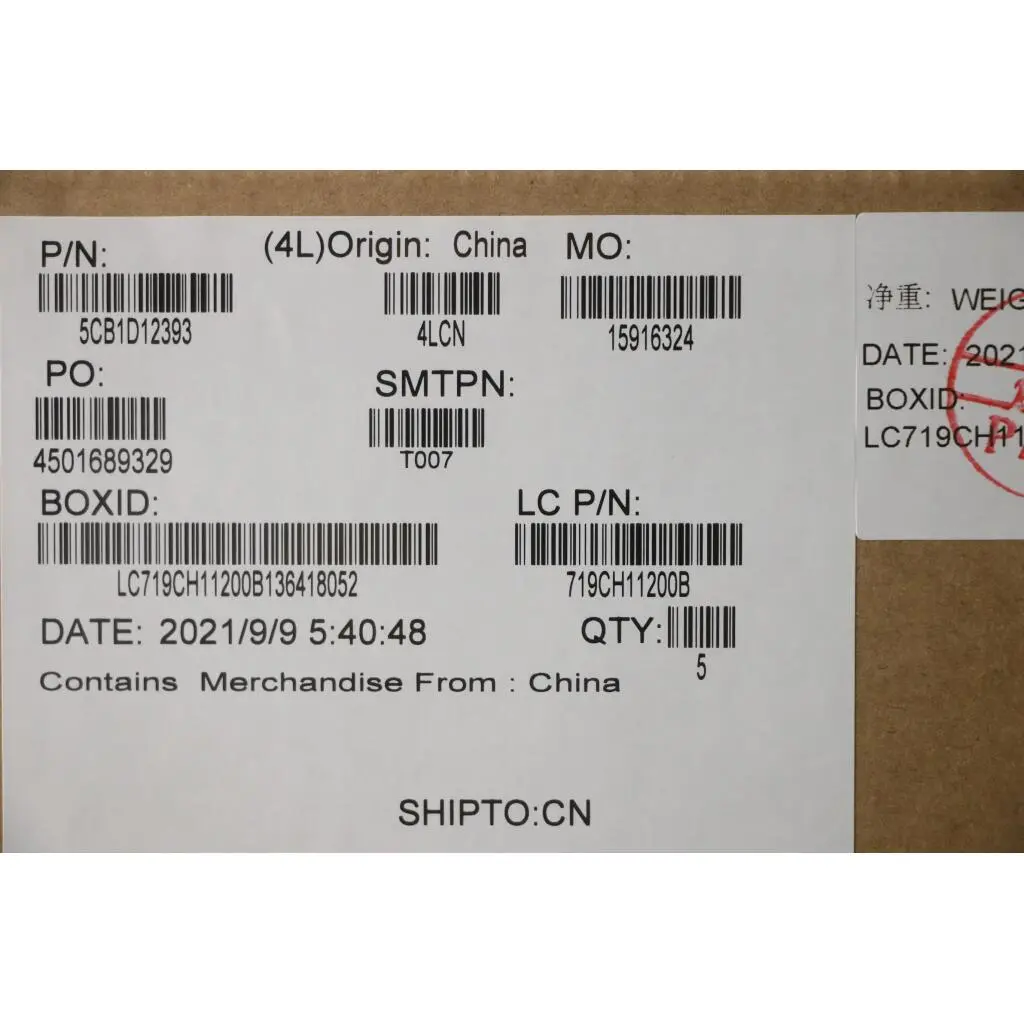 P/N: (4L)Origin: China MO:
5CB1D12393 4LCN 15916324
PO: SMTPN:
4501689329 T007
BOXID: LC P/N:
LC719CH11200B136418052 719CH11200B
DATE: 2021/9/9 5:40:48 QTY:
5
Contains Merchandise From : China
SHIPTO:CN
净重: WEIG
DATE: 2021
BOXID:
LC719CH11